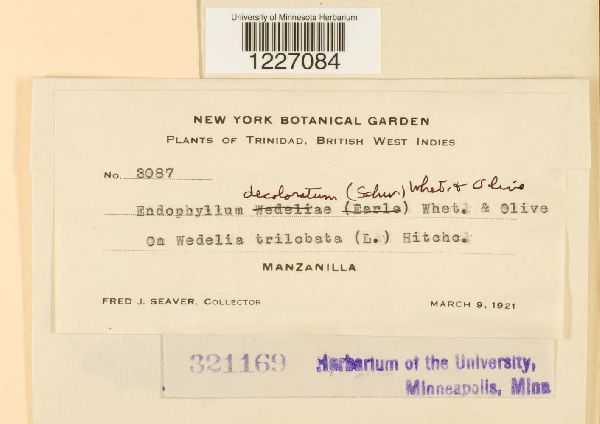 University of Minnesota Herbarium
1227084
NEW YORK BOTANICAL GARDEN
PLANTS OF TRINIDAD, BRITISH WEST INDIES
No. 3087
decoloratum (Schw.) Whet. & Olive
Endophyllum Wedeliae (Earle) Whet. & Olive
On Wedelia trilobata (L.) Hitchc.
MANZANILLA
FRED J. SEAVER, COLLECTOR MARCH 9, 1921
321169 Herbarium of the University,
Minneapolis, Minn